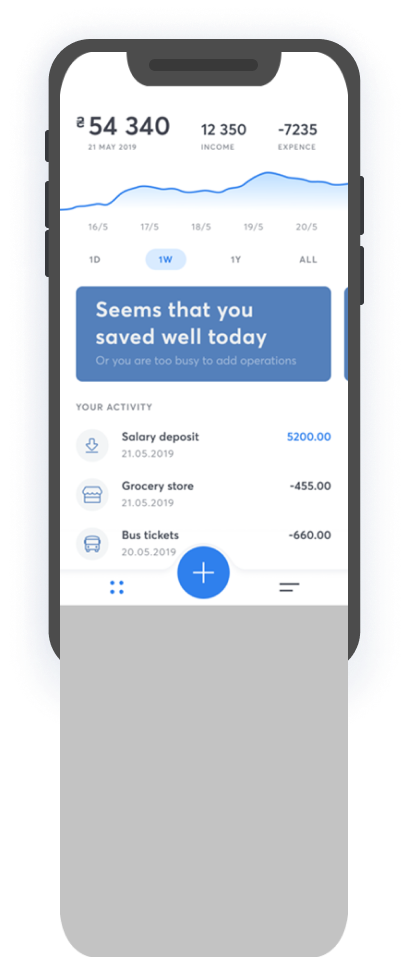 ₴54 340 12 350 -7235
21 MAY 2019 INCOME EXPENCE
16/5 17/5 18/5 19/5 20/5
1D 1W 1Y ALL
Seems that you
saved well today
Or you are too busy to add operations
YOUR ACTIVITY
Salary deposit 5200.00
21.05.2019
Grocery store -455.00
21.05.2019
Bus tickets -660.00
20.05.2019